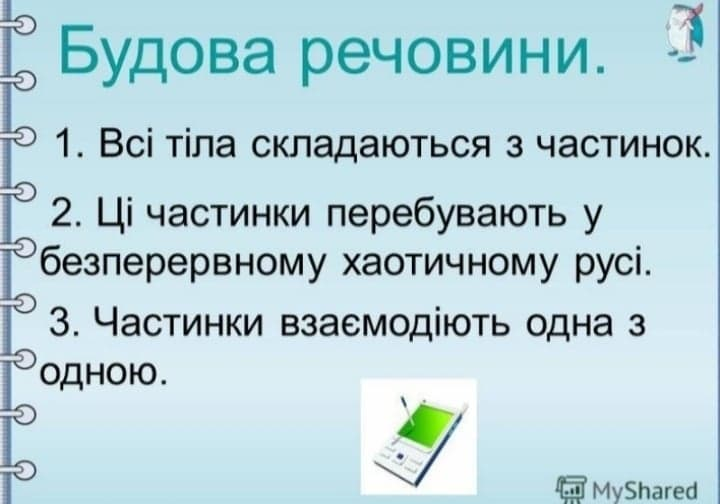 Будова речовини.
1. Всі тіла складаються з частинок.
2. Ці частинки перебувають у
безперервному хаотичному русі.
3. Частинки взаємодіють одна з
одною.
MyShared